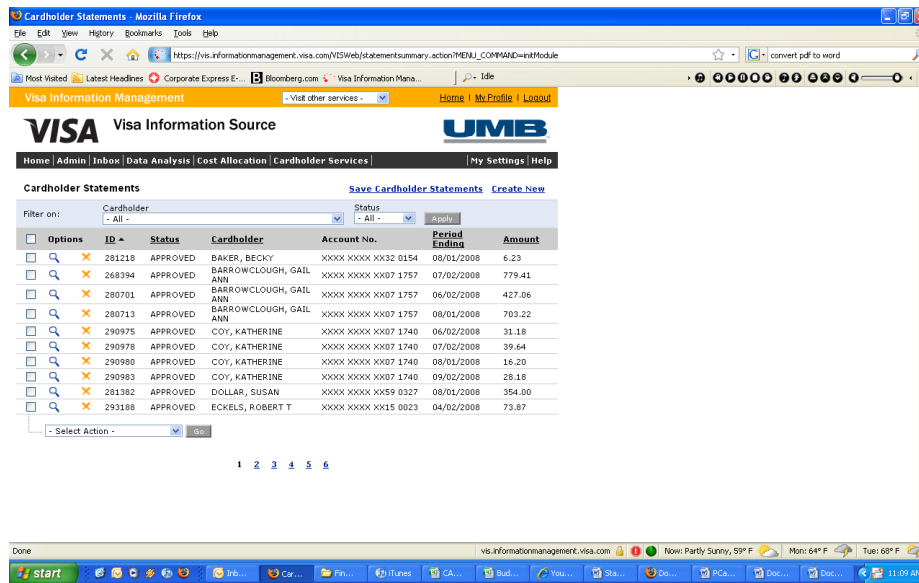 Cardholder Statements - Mozilla Firefox
File Edit View History Bookmarks Tools Help
https://vis.informationmanagement.visa.com/VISWeb/statementsummary.action?MENU_COMMAND=initModule
convert pdf to word
Most Visited Latest Headlines Corporate Express E-... Bloomberg.com Visa Information Mana... Idle
Visa Information Management - Visit other services - Home | My Profile | Logout
VISA Visa Information Source UMB
Home | Admin | Inbox | Data Analysis | Cost Allocation | Cardholder Services | My Settings | Help
Cardholder Statements Save Cardholder Statements Create New
Filter on: Cardholder Status
- All - - All - Apply
Options ID Status Cardholder Account No. Period Ending Amount
281218 APPROVED BAKER, BECKY XXXX XXXX XX32 0154 08/01/2008 6.23
268394 APPROVED BARROWCLOUGH, GAIL ANN XXXX XXXX XX07 1757 07/02/2008 779.41
280701 APPROVED BARROWCLOUGH, GAIL ANN XXXX XXXX XX07 1757 06/02/2008 427.06
280713 APPROVED BARROWCLOUGH, GAIL ANN XXXX XXXX XX07 1757 08/01/2008 703.22
290975 APPROVED COY, KATHERINE XXXX XXXX XX07 1740 06/02/2008 31.18
290978 APPROVED COY, KATHERINE XXXX XXXX XX07 1740 07/02/2008 39.64
290980 APPROVED COY, KATHERINE XXXX XXXX XX07 1740 08/01/2008 16.20
290983 APPROVED COY, KATHERINE XXXX XXXX XX07 1740 09/02/2008 28.18
281382 APPROVED DOLLAR, SUSAN XXXX XXXX XX59 0327 08/01/2008 354.00
293188 APPROVED ECKELS, ROBERT T XXXX XXXX XX15 0023 04/02/2008 73.87
- Select Action - Go
1 2 3 4 5 6
Done vis.informationmanagement.visa.com Now: Partly Sunny, 59° F Mon: 64° F Tue: 68° F
start Inb... Car... Fin... iTunes CA... Bud... You... Sta... Do... PCa... Doc... Doc... 11:09 AM